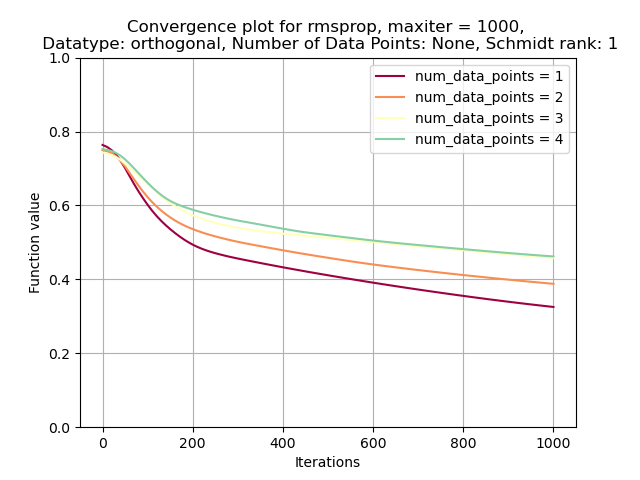 Convergence plot for rmsprop, maxiter = 1000,
Datatype: orthogonal, Number of Data Points: None, Schmidt rank: 1
num_data_points = 1
num_data_points = 2
num_data_points = 3
num_data_points = 4
Function value
1.0
0.8
0.6
0.4
0.2
0.0
0 200 400 600 800 1000
Iterations